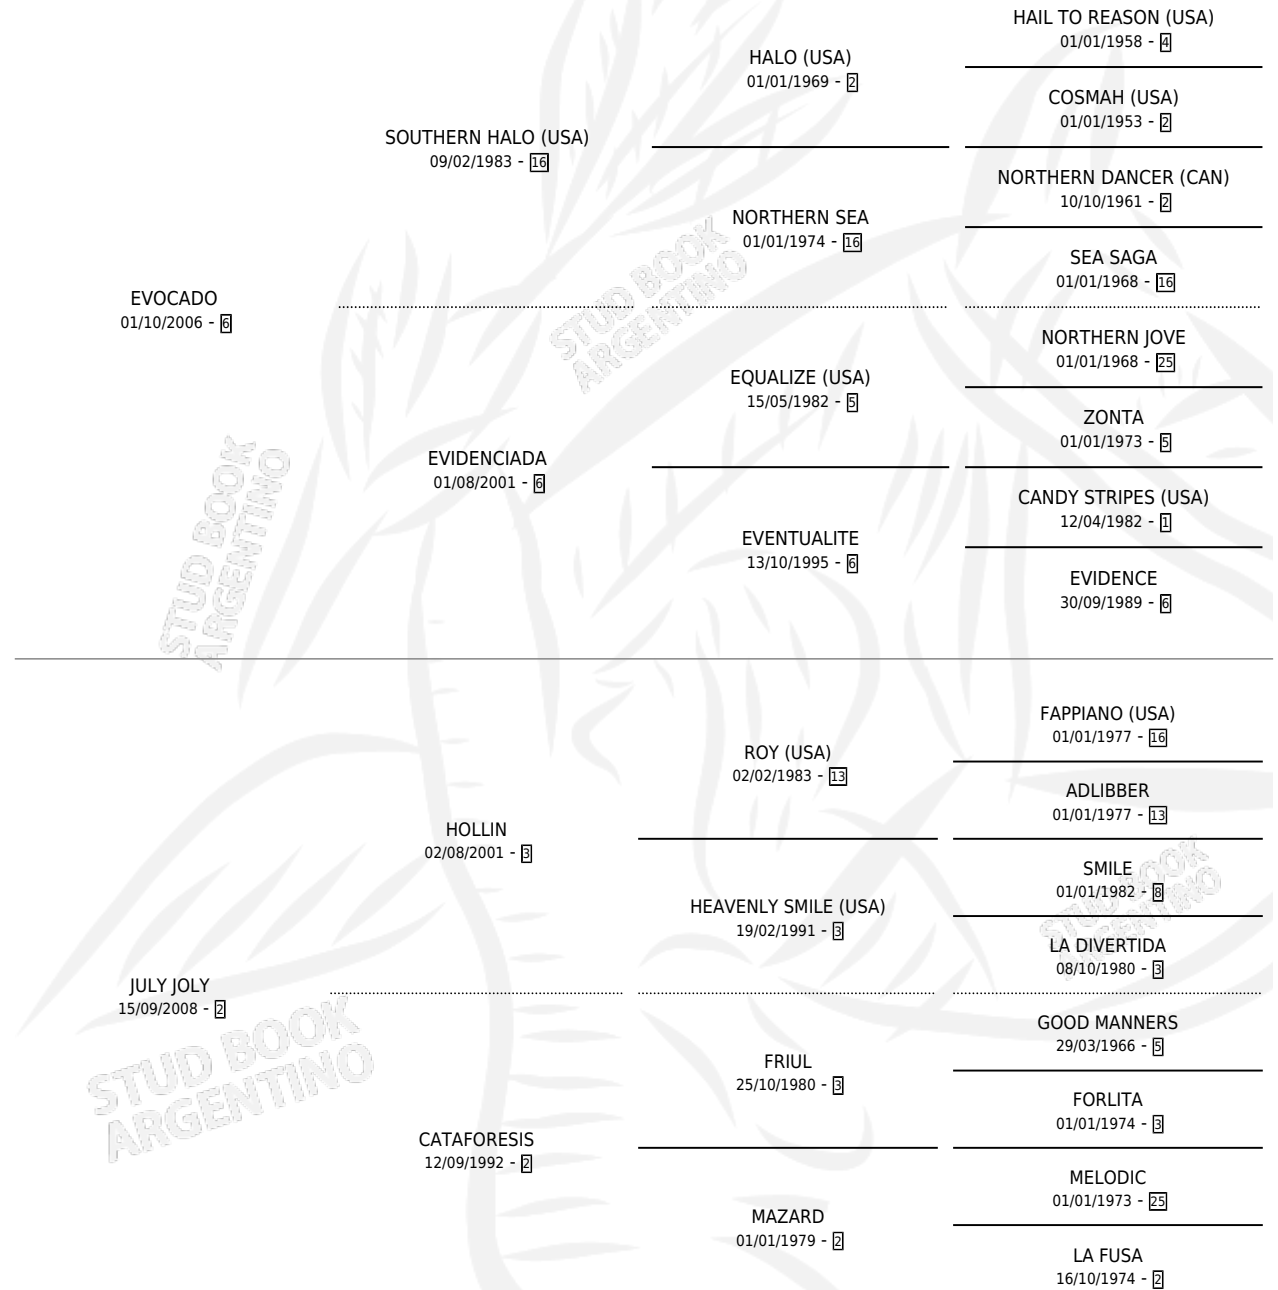 HAIL TO REASON (USA)
01/01/1958 - 4
HALO (USA)
01/01/1969 - 2
COSMAH (USA)
01/01/1953 - 2
SOUTHERN HALO (USA)
09/02/1983 - 16
NORTHERN DANCER (CAN)
10/10/1961 - 2
NORTHERN SEA
01/01/1974 - 16
SEA SAGA
01/01/1968 - 16
EVOCADO
01/10/2006 - 6
NORTHERN JOVE
01/01/1968 - 25
EQUALIZE (USA)
15/05/1982 - 5
ZONTA
01/01/1973 - 5
EVIDENCIADA
01/08/2001 - 6
CANDY STRIPES (USA)
12/04/1982 - 1
EVENTUALITE
13/10/1995 - 6
EVIDENCE
30/09/1989 - 6
STUD BOOK
ARGENTINO
STUD BOOK
ARGENTINO
FAPPIANO (USA)
01/01/1977 - 16
ROY (USA)
02/02/1983 - 13
ADLIBBER
01/01/1977 - 13
HOLLIN
02/08/2001 - 3
SMILE
01/01/1982 - 8
HEAVENLY SMILE (USA)
19/02/1991 - 3
LA DIVERTIDA
08/10/1980 - 3
JULY JOLY
15/09/2008 - 2
GOOD MANNERS
29/03/1966 - 5
FRIUL
25/10/1980 - 3
FORLITA
01/01/1974 - 3
CATAFORESIS
12/09/1992 - 2
MELODIC
01/01/1973 - 25
MAZARD
01/01/1979 - 2
LA FUSA
16/10/1974 - 2
STUD BOOK
ARGENTINO
STUD BOOK
ARGENTINO